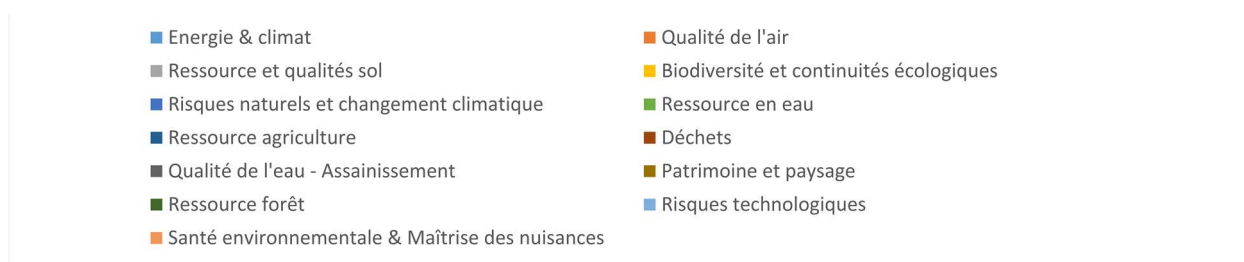 Energie & climat
Qualité de l'air
Ressource et qualités sol
Biodiversité et continuités écologiques
Risques naturels et changement climatique
Ressource en eau
Ressource agriculture
Déchets
Qualité de l'eau - Assainissement
Patrimoine et paysage
Ressource forêt
Risques technologiques
Santé environnementale & Maîtrise des nuisances